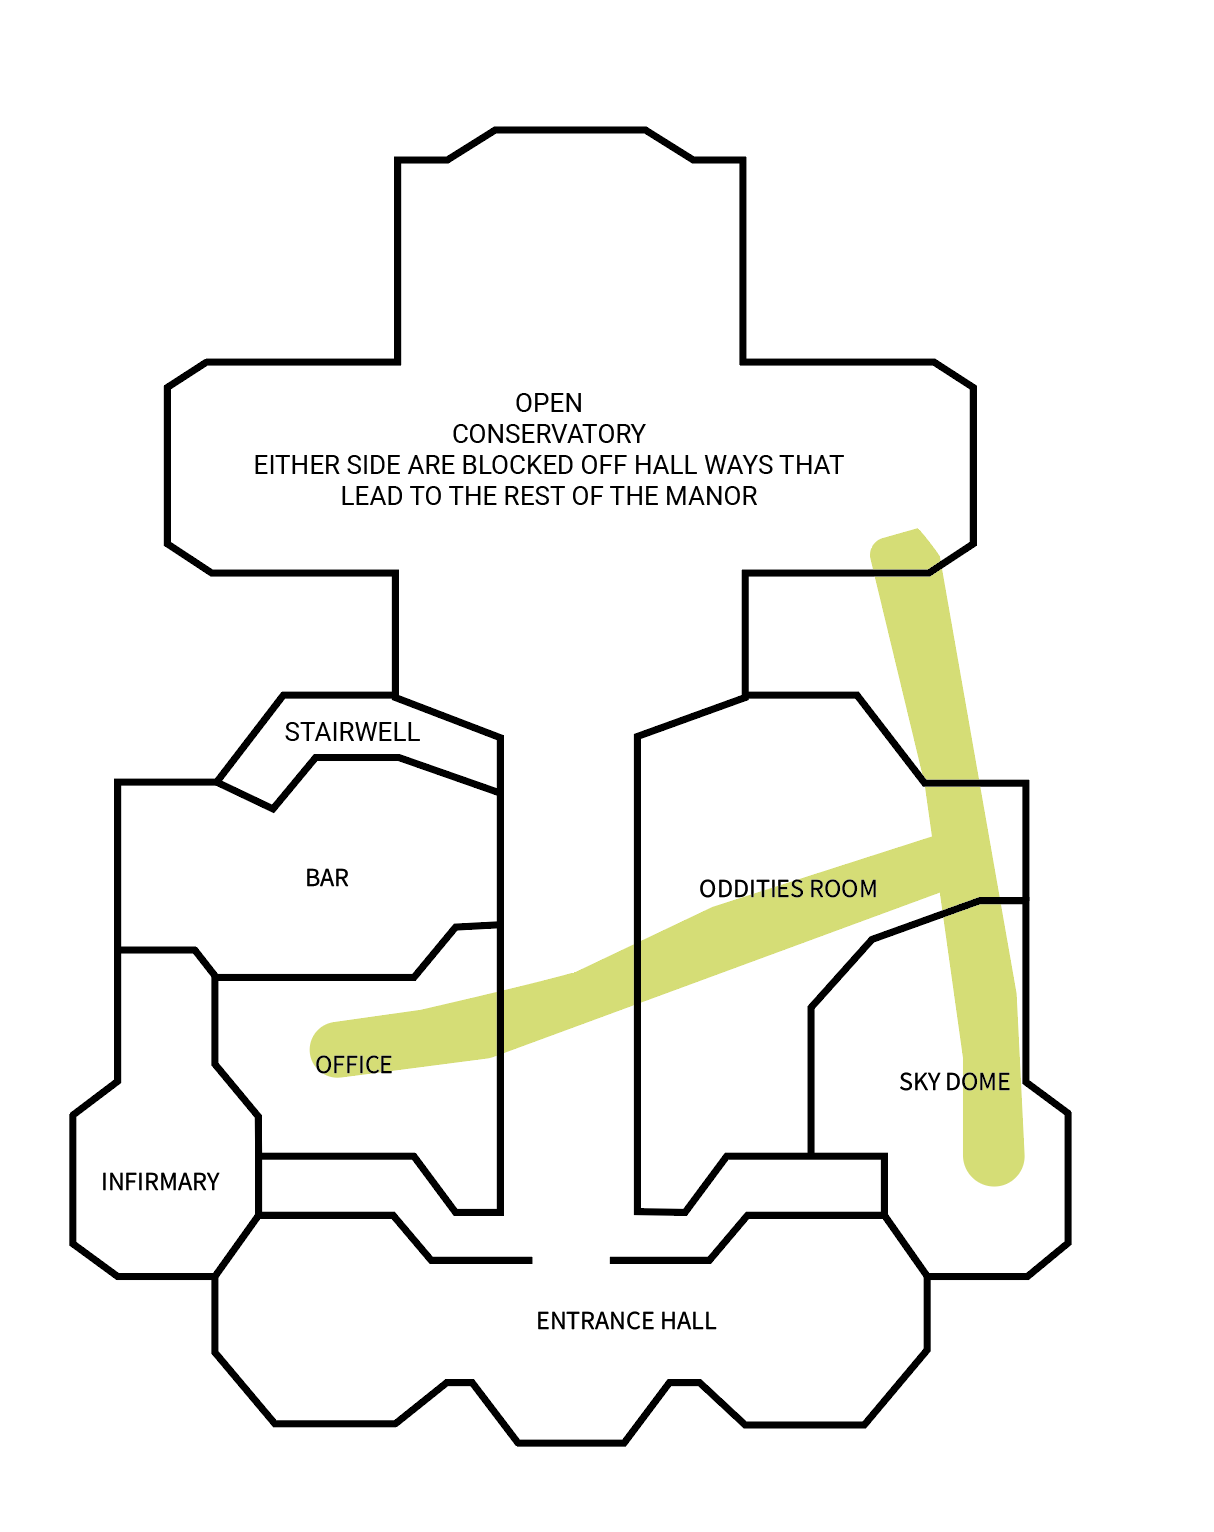 OPEN
CONSERVATORY
EITHER SIDE ARE BLOCKED OFF HALL WAYS THAT
LEAD TO THE REST OF THE MANOR
STAIRWELL
BAR
ODDITIES ROOM
OFFICE
SKY DOME
INFIRMARY
ENTRANCE HALL